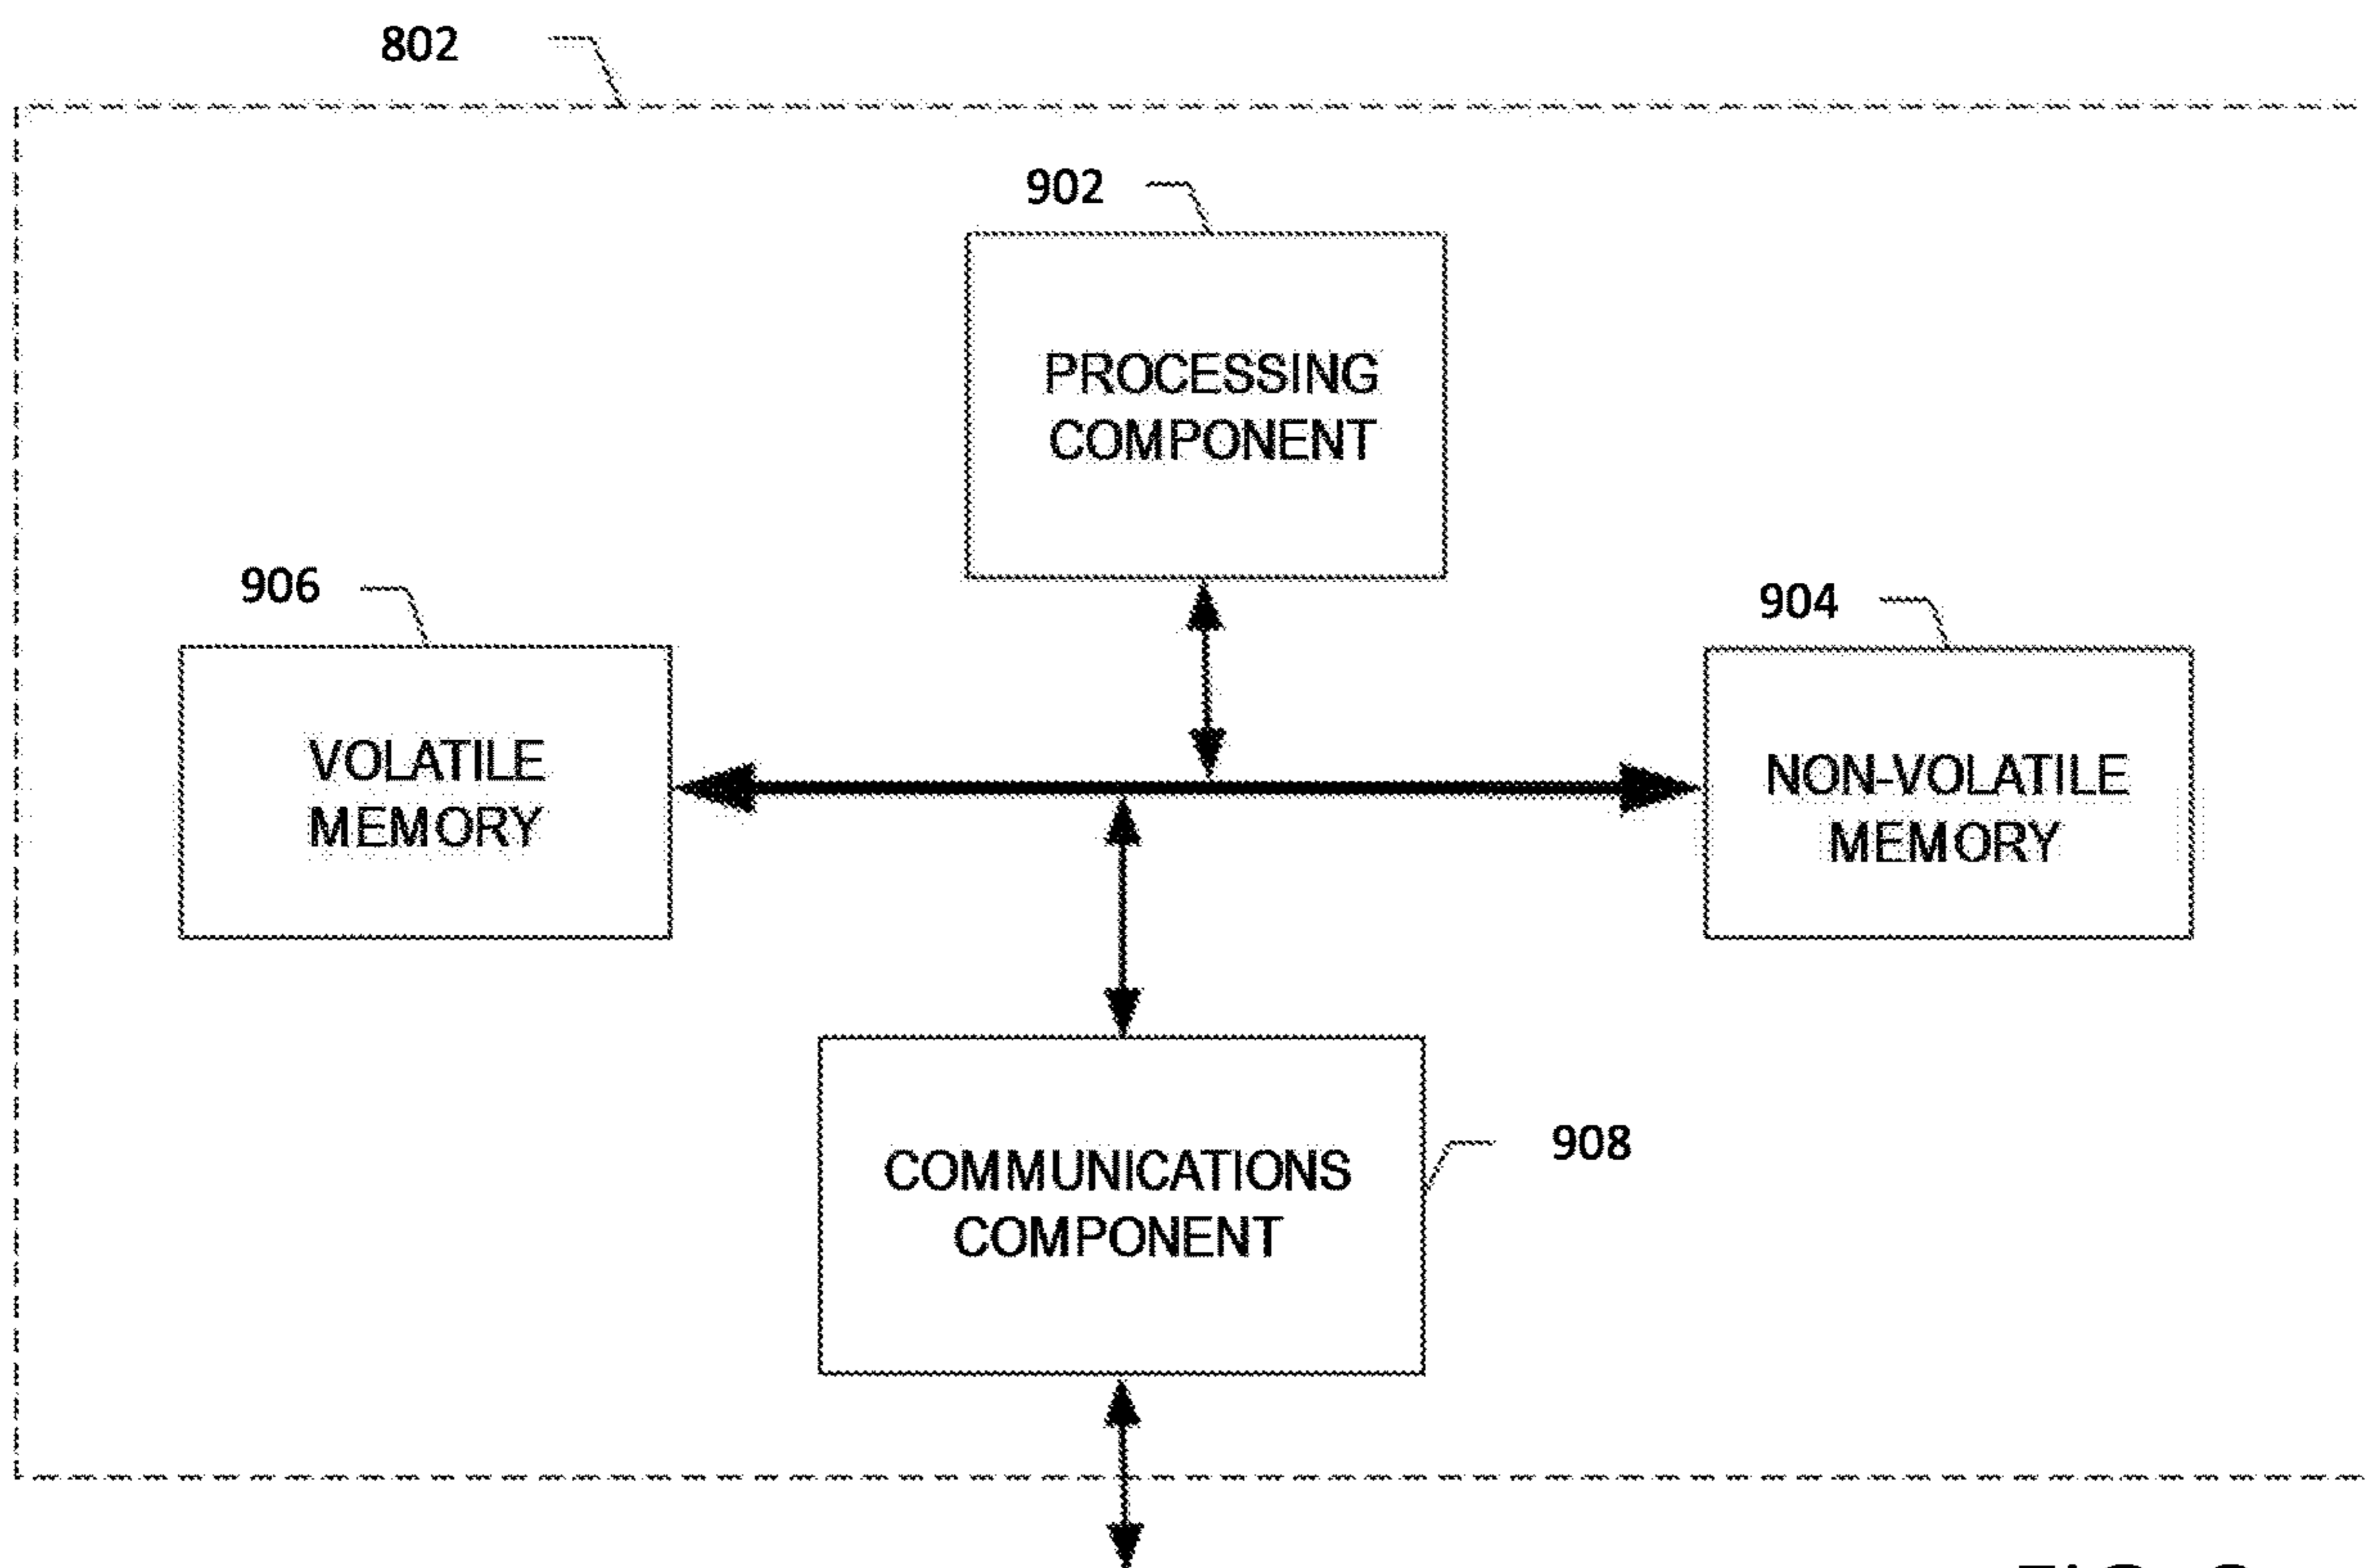 802
902
PROCESSING
COMPONENT
906
904
VOLATILE
MEMORY
NON-VOLATILE
MEMORY
COMMUNICATIONS
COMPONENT
908